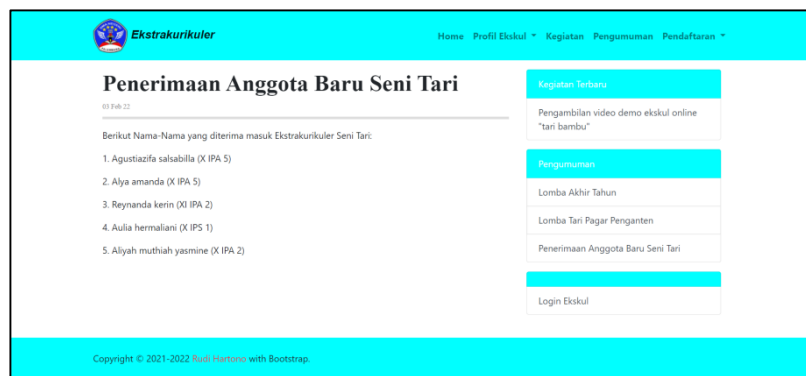 Ekstrakurikuler
Home Profil Ekskul Kegiatan Pengumuman Pendaftaran
Penerimaan Anggota Baru Seni Tari
03 Feb 22
Berikut Nama-Nama yang diterima masuk Ekstrakurikuler Seni Tari:
1. Agustiazifa salsabilla (X IPA 5)
2. Alya amanda (X IPA 5)
3. Reynanda kerin (XI IPA 2)
4. Aulia hermaliani (X IPS 1)
5. Aliyah muthiah yasmine (X IPA 2)
Kegiatan Terbaru
Pengambilan video demo ekskul online
"tari bambu"
Pengumuman
Lomba Akhir Tahun
Lomba Tari Pagar Penganten
Penerimaan Anggota Baru Seni Tari
Login Ekskul
Copyright © 2021-2022 Rudi Hartono with Bootstrap.